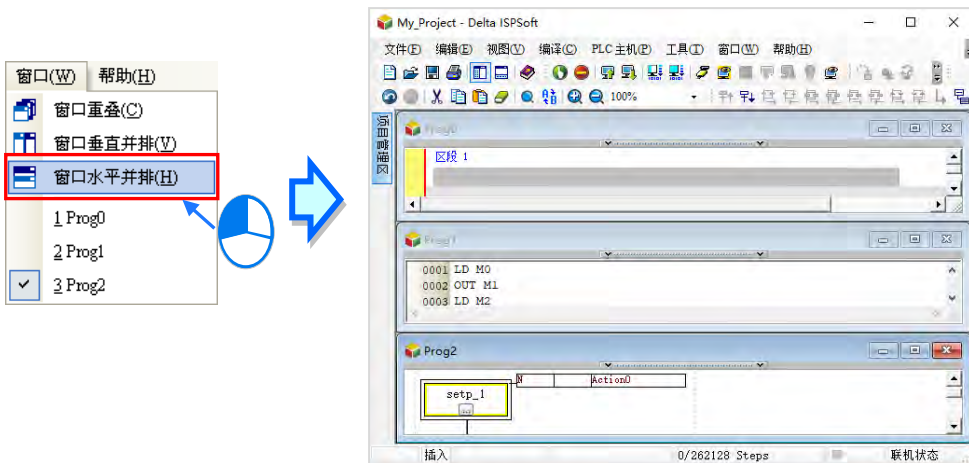 窗口(W) 帮助(H)
窗口重叠(C)
窗口垂直并排(V)
窗口水平并排(H)
1 Prog0
2 Prog1
3 Prog2
My_Project - Delta ISPSoft
文件(F) 编辑(E) 视图(V) 编译(C) PLC 主机(P) 工具(T) 窗口(W) 帮助(H)
100%
项目管理区
Prog0
区段 1
Prog1
0001 LD M0
0002 OUT M1
0003 LD M2
Prog2
N Action0
setp_1
插入 0/262128 Steps 联机状态